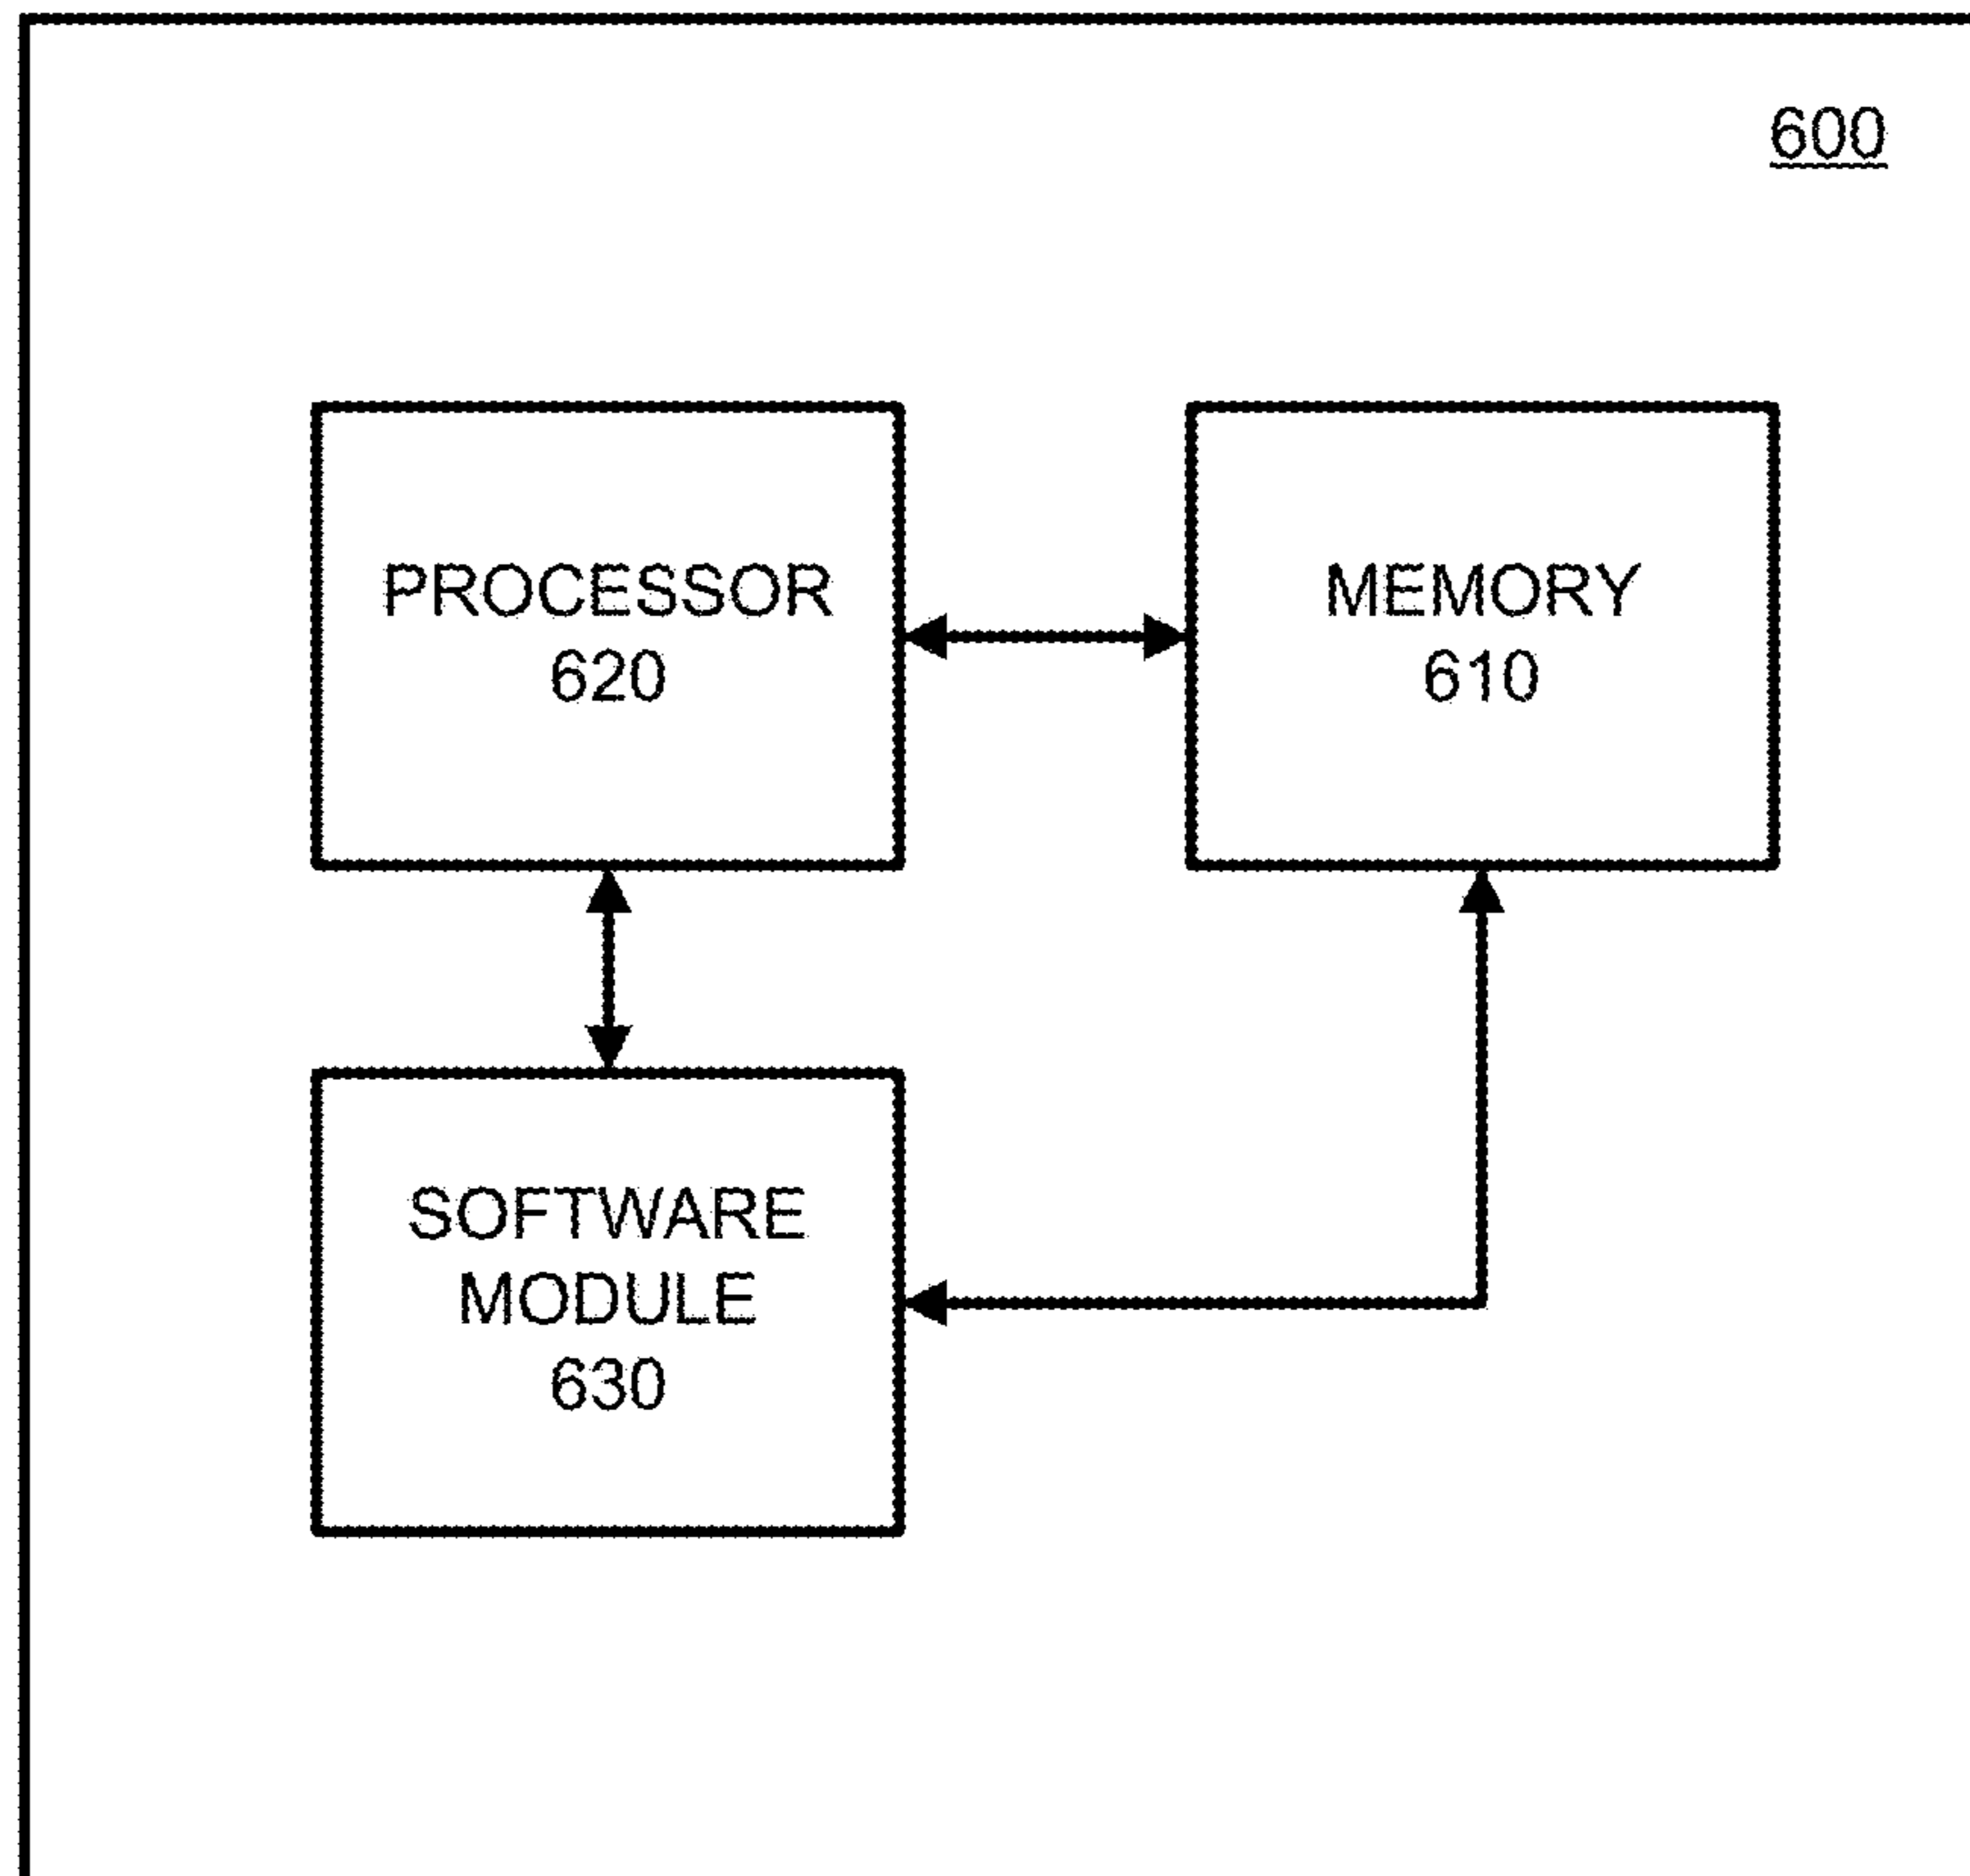 600
PROCESSOR
620
MEMORY
610
SOFTWARE
MODULE
630